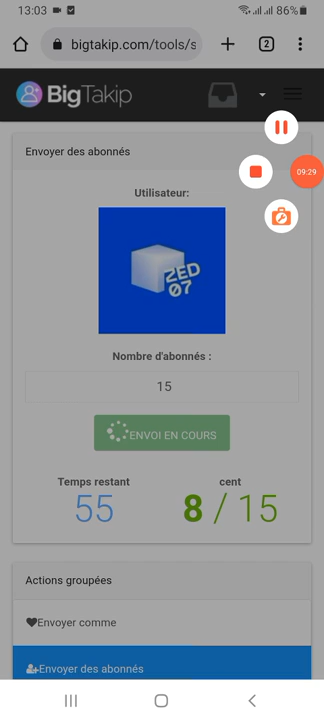 13:03 86%
bigtakip.com/tools/s 2
BigTakip
Envoyer des abonnés
09:29
Utilisateur:
ZED
07
Nombre d'abonnés :
15
ENVOI EN COURS
Temps restant cent
55 8 / 15
Actions groupées
Envoyer comme
Envoyer des abonnés